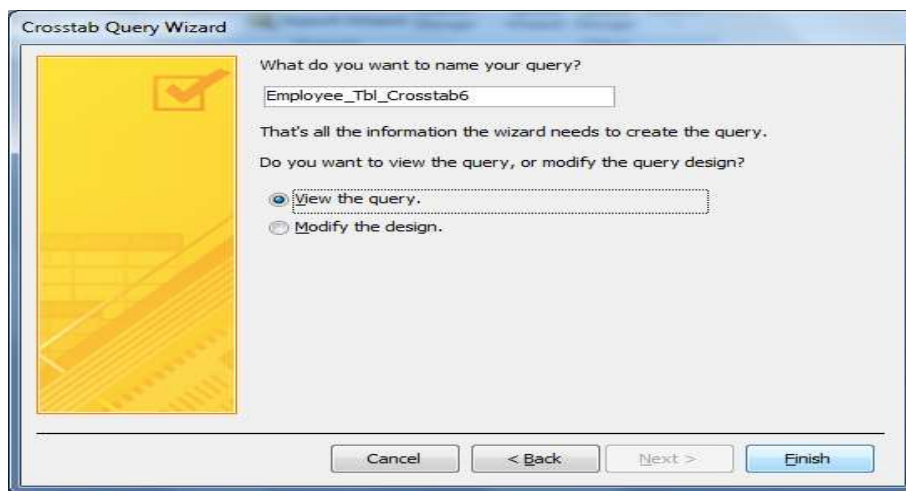 Crosstab Query Wizard
What do you want to name your query?
Employee_Tbl_Crosstab6
That's all the information the wizard needs to create the query.
Do you want to view the query, or modify the query design?
View the query.
Modify the design.
Cancel < Back Next > Finish